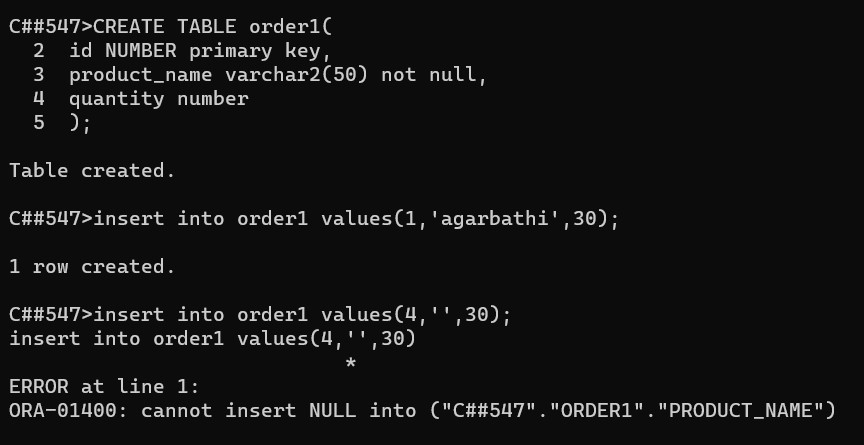 C##547>CREATE TABLE order1(
  2  id NUMBER primary key,
  3  product_name varchar2(50) not null,
  4  quantity number
  5  );
Table created.
C##547>insert into order1 values(1,'agarbathi',30);
1 row created.
C##547>insert into order1 values(4,'',30);
insert into order1 values(4,'',30)
                            *
ERROR at line 1:
ORA-01400: cannot insert NULL into ("C##547"."ORDER1"."PRODUCT_NAME")